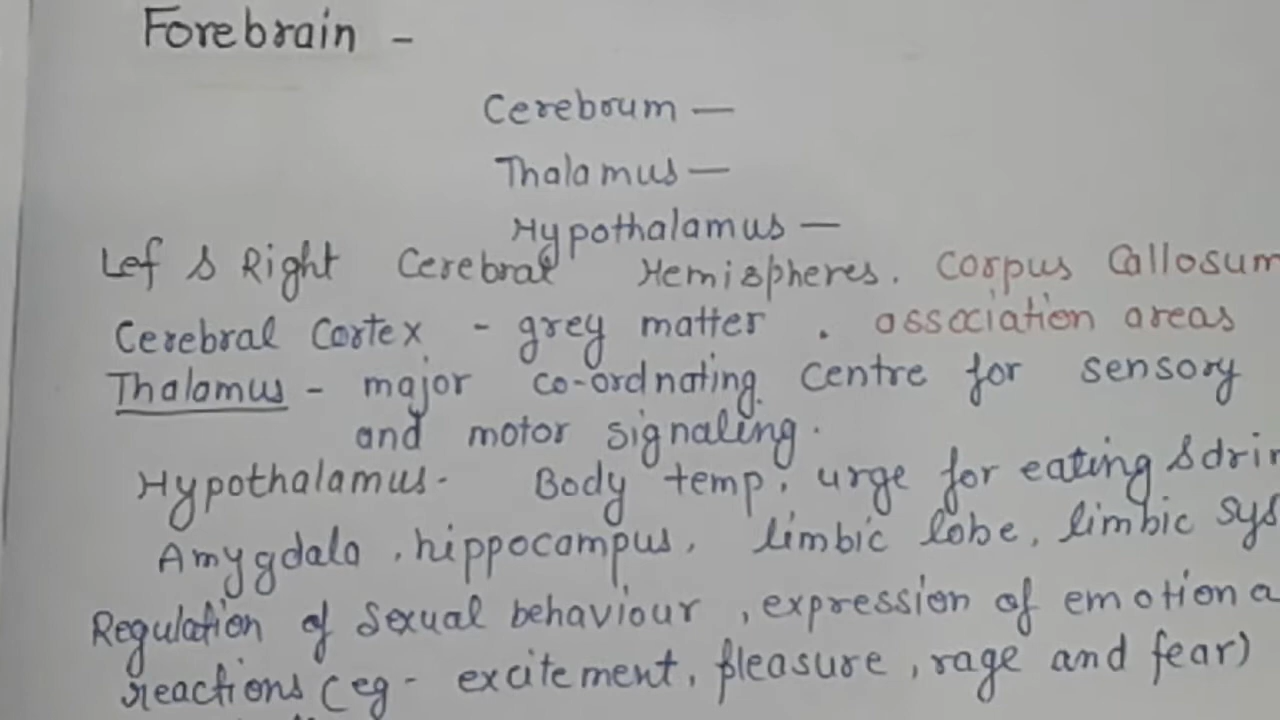 Forebrain -
Cerebrum —
Thalamus —
Hypothalamus —
Lef & Right Cerebral Hemispheres. Corpus Callosum
Cerebral Cortex - grey matter . association areas
Thalamus - major co-ordnating centre for sensory
and motor signaling.
Hypothalamus - Body temp, urge for eating & drin
Amygdala , hippocampus, limbic lobe, limbic sys
Regulation of sexual behaviour , expression of emotiona
reactions (eg - excitement, pleasure, rage and fear)